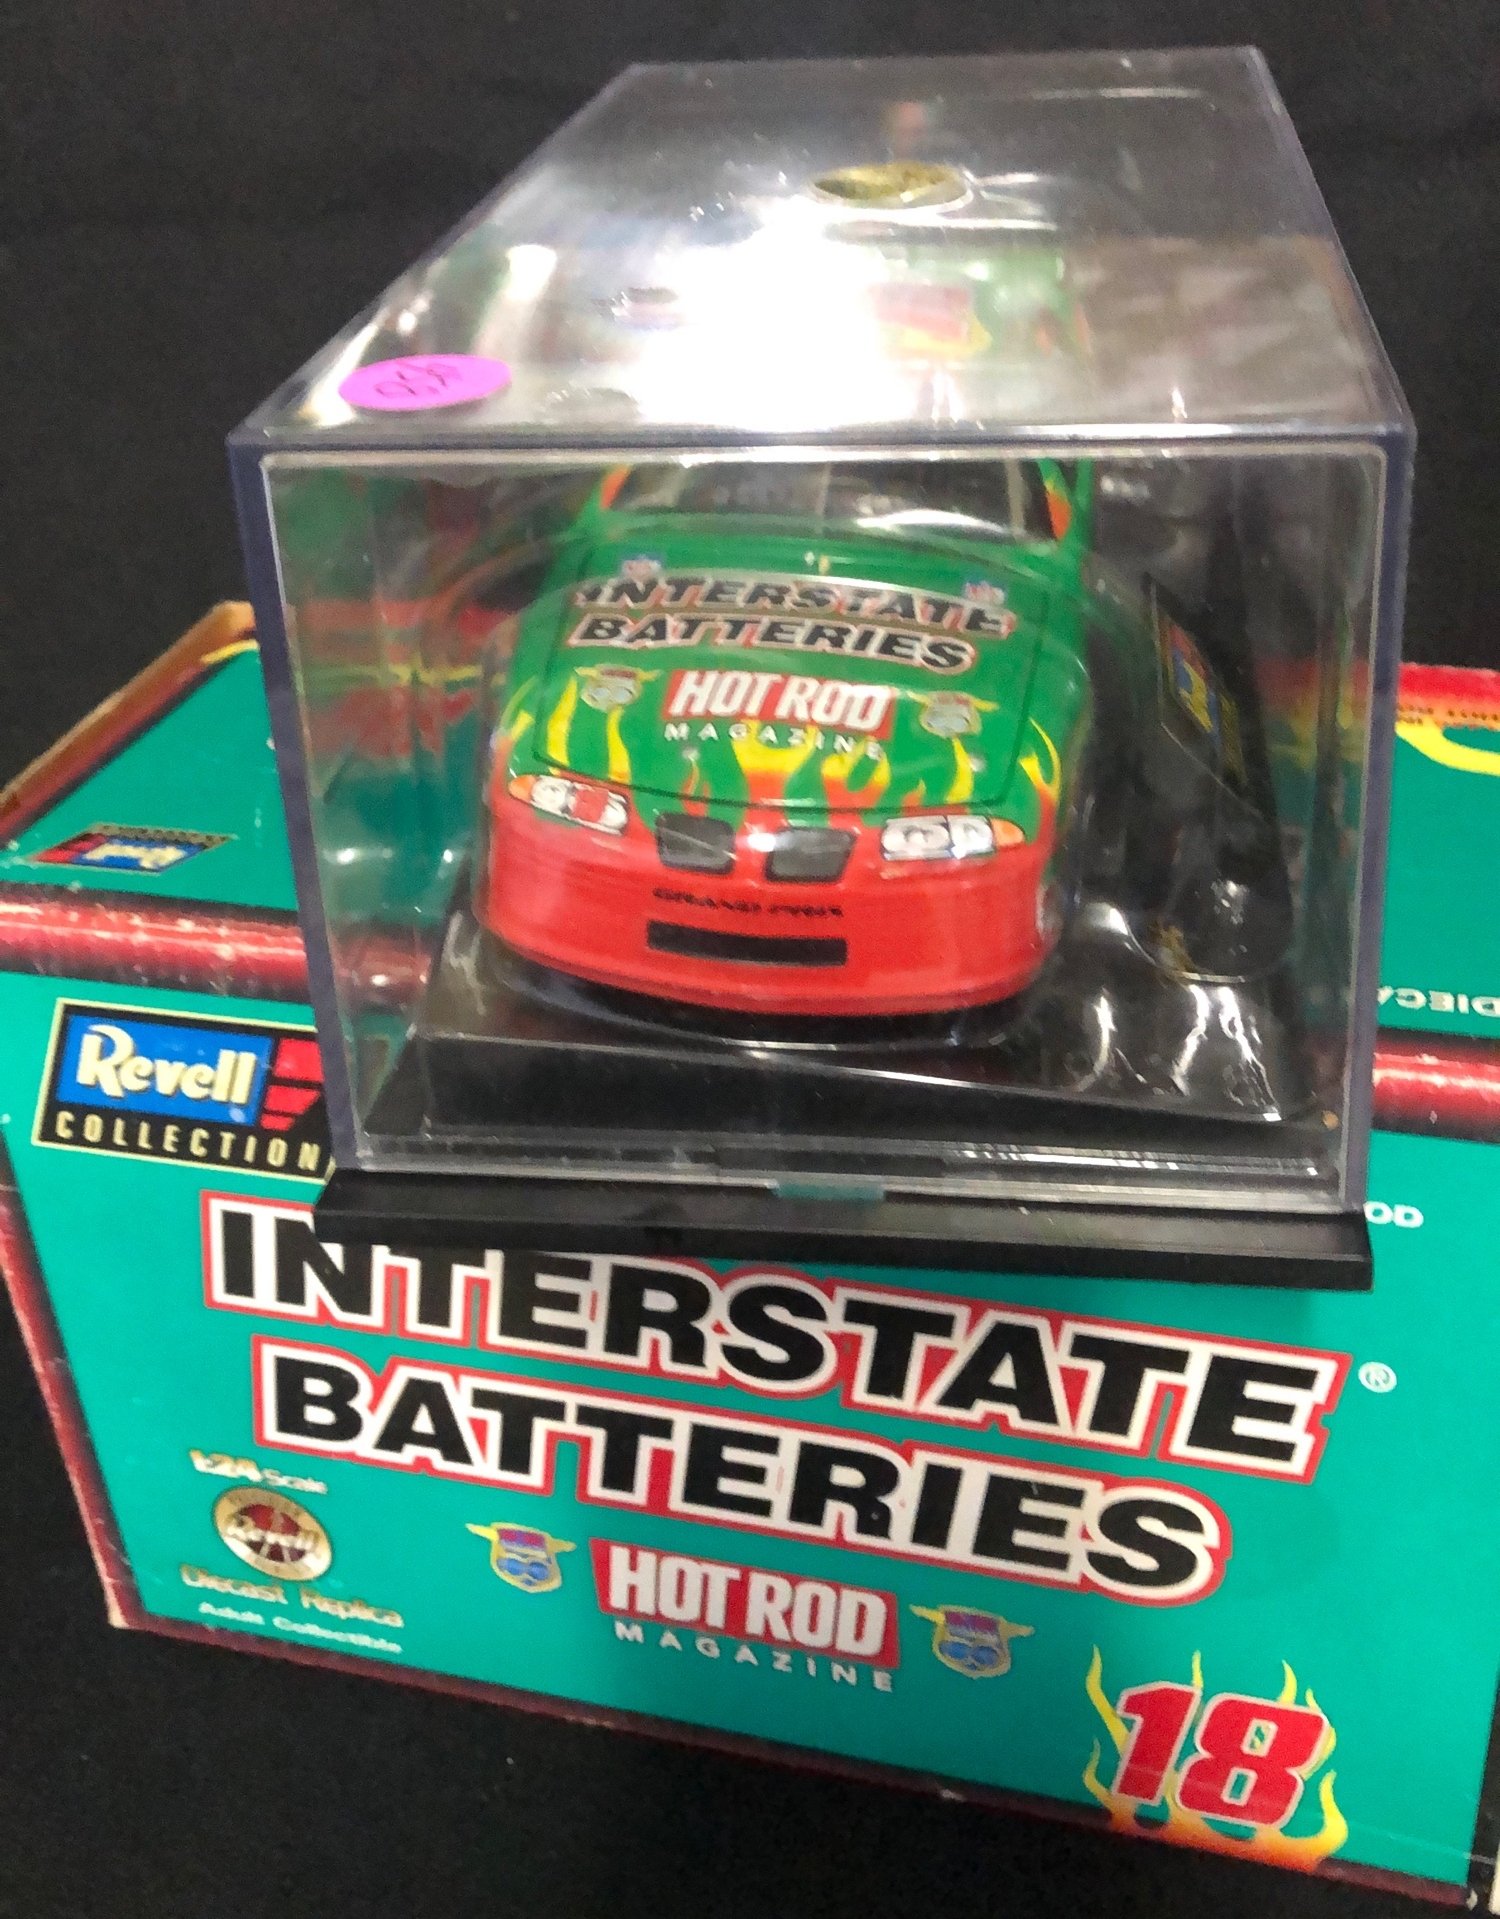 INTERSTATE
BATTERIES
HOT ROD
MAGAZINE
GRAND PRIX
Revell
COLLECTION
INTERSTATE ®
BATTERIES
1:24 Scale
Revell
Diecast Replica
Adult Collectible
HOT ROD
MAGAZINE
18